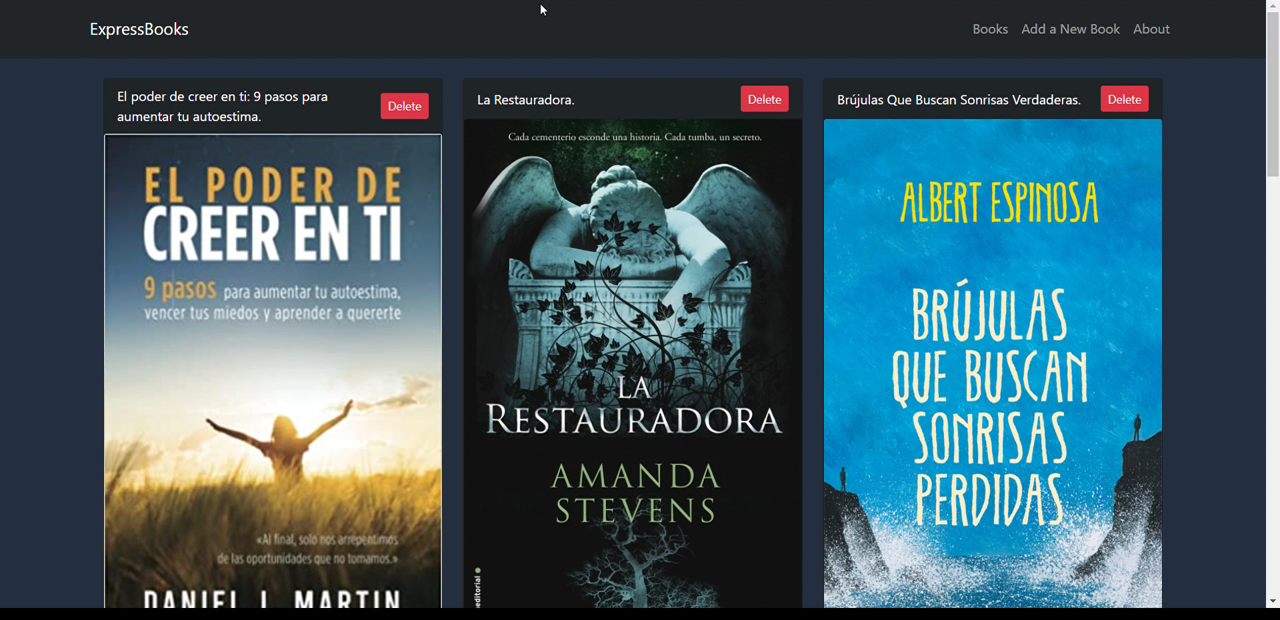 ExpressBooks
Books
Add a New Book
About
El poder de creer en ti: 9 pasos para
aumentar tu autoestima.
Delete
EL PODER DE
CREER EN TI
9 pasos para aumentar tu autoestima,
vencer tus miedos y aprender a quererte
«Al final, solo nos arrepentimos
de las oportunidades que no tomamos.»
DANIEL J. MARTIN
La Restauradora.
Delete
Cada cementerio esconde una historia. Cada tumba, un secreto.
LA
RESTAURADORA
AMANDA
STEVENS
Brújulas Que Buscan Sonrisas Verdaderas.
Delete
ALBERT ESPINOSA
BRÚJULAS
QUE BUSCAN
SONRISAS
PERDIDAS